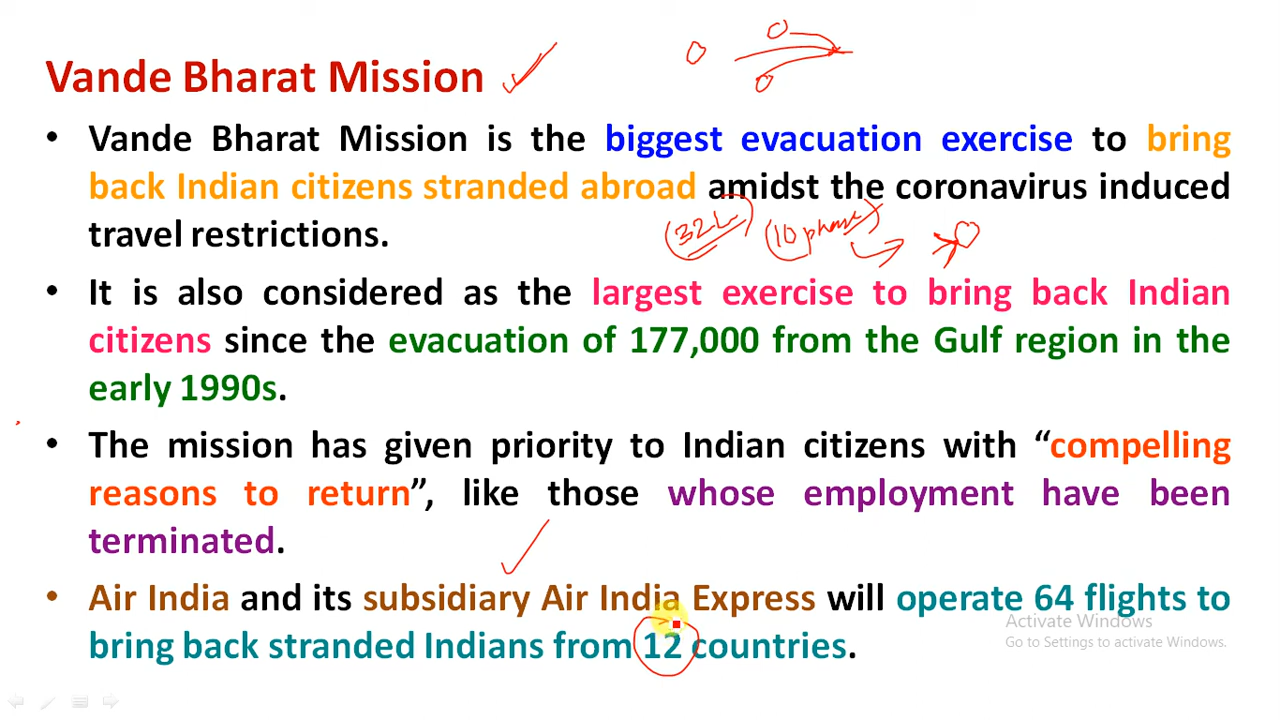 Vande Bharat Mission
• Vande Bharat Mission is the biggest evacuation exercise to bring
back Indian citizens stranded abroad amidst the coronavirus induced
travel restrictions.
(32L) (10 phase)
• It is also considered as the largest exercise to bring back Indian
citizens since the evacuation of 177,000 from the Gulf region in the
early 1990s.
• The mission has given priority to Indian citizens with “compelling
reasons to return”, like those whose employment have been
terminated.
• Air India and its subsidiary Air India Express will operate 64 flights to
bring back stranded Indians from 12 countries.
Activate Windows
Go to Settings to activate Windows.